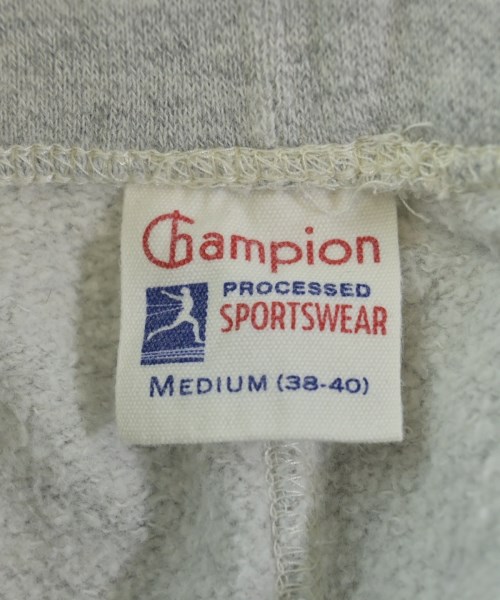 Champion
PROCESSED
SPORTSWEAR
MEDIUM (38-40)